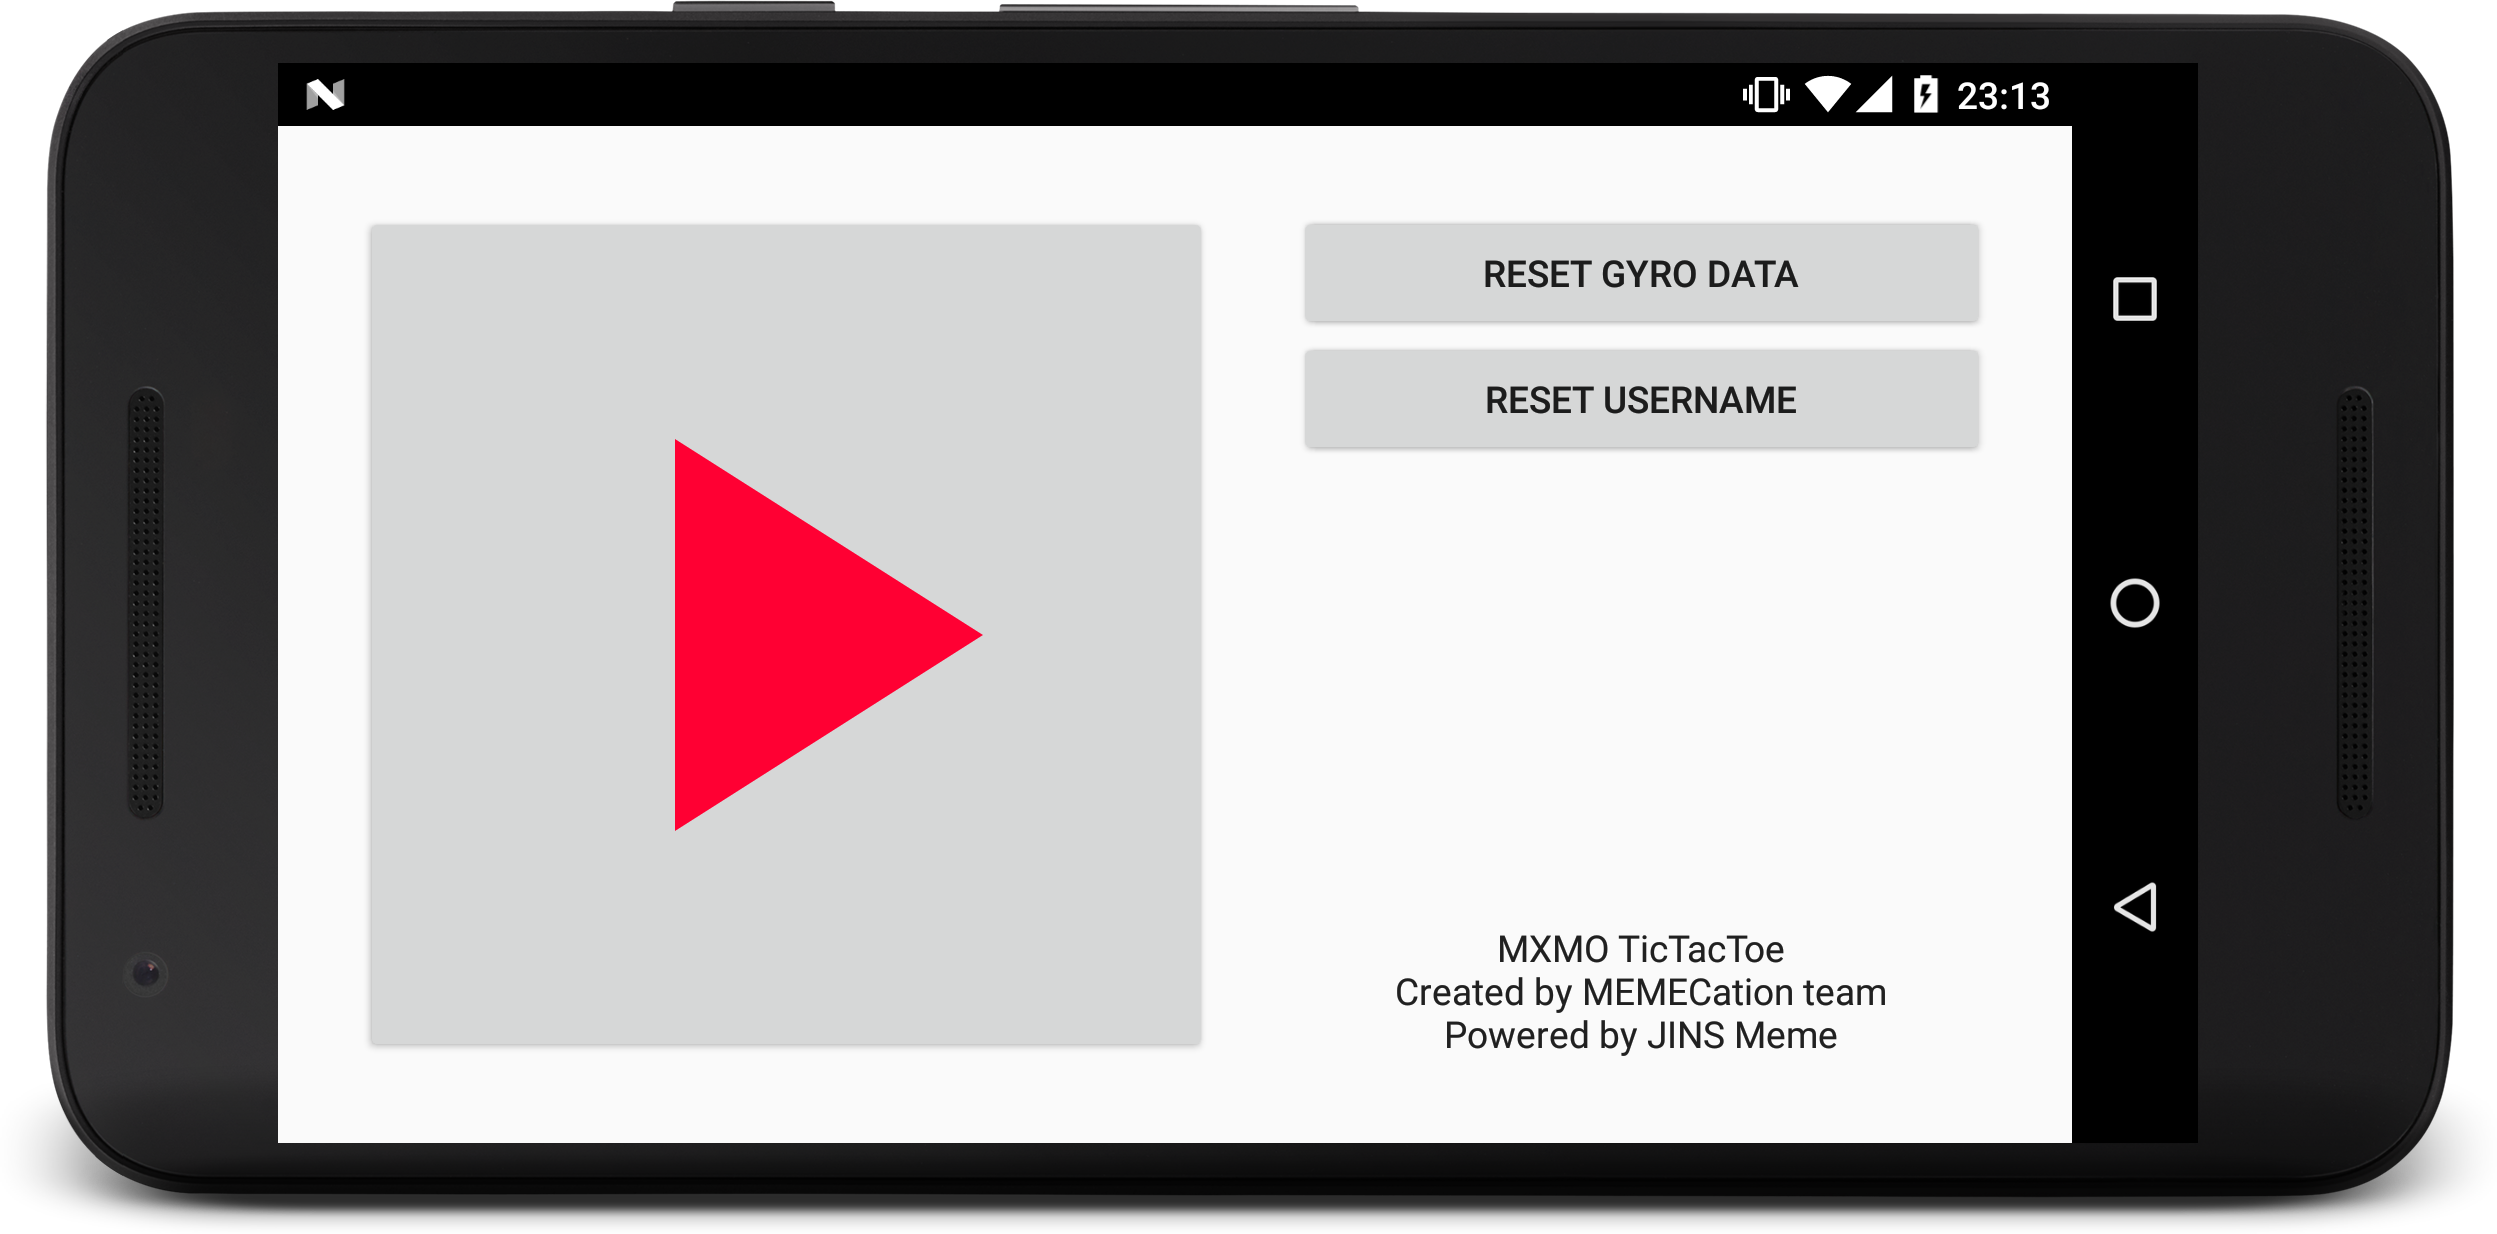 23:13
RESET GYRO DATA
RESET USERNAME
MXMO TicTacToe
Created by MEMECation team
Powered by JINS Meme